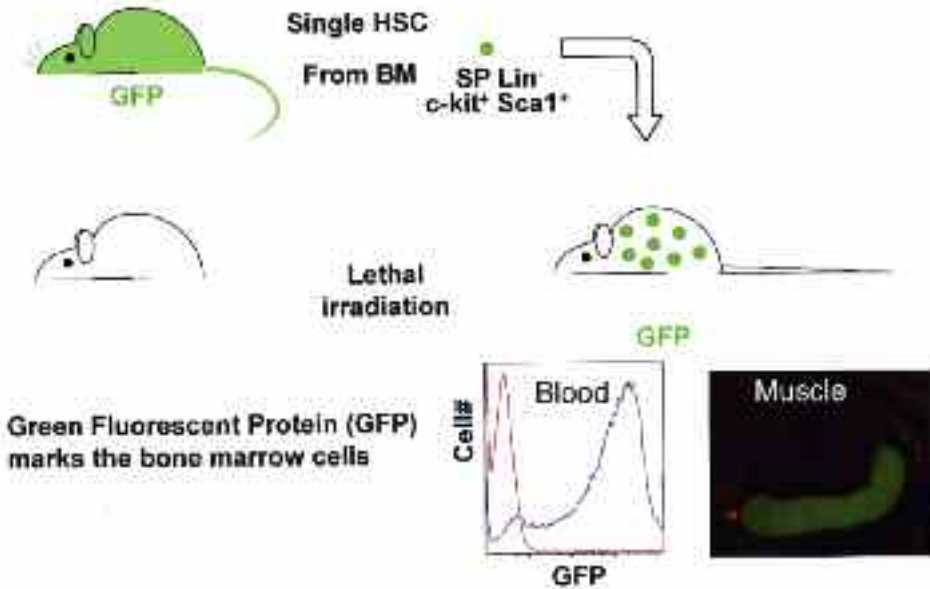 Single HSC
From BM
GFP
SP Lin
c-kit⁺ Sca1⁺
Lethal
irradiation
GFP
Green Fluorescent Protein (GFP)
marks the bone marrow cells
Cell#
Blood
GFP
Muscle